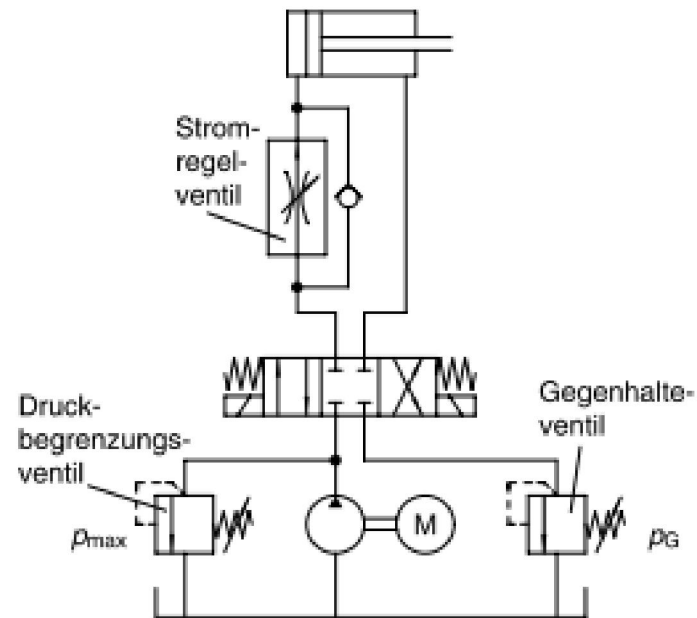 Strom-
regel-
ventil
Druck-
begrenzungs-
ventil
Gegenhalte-
ventil
pmax
M
pG